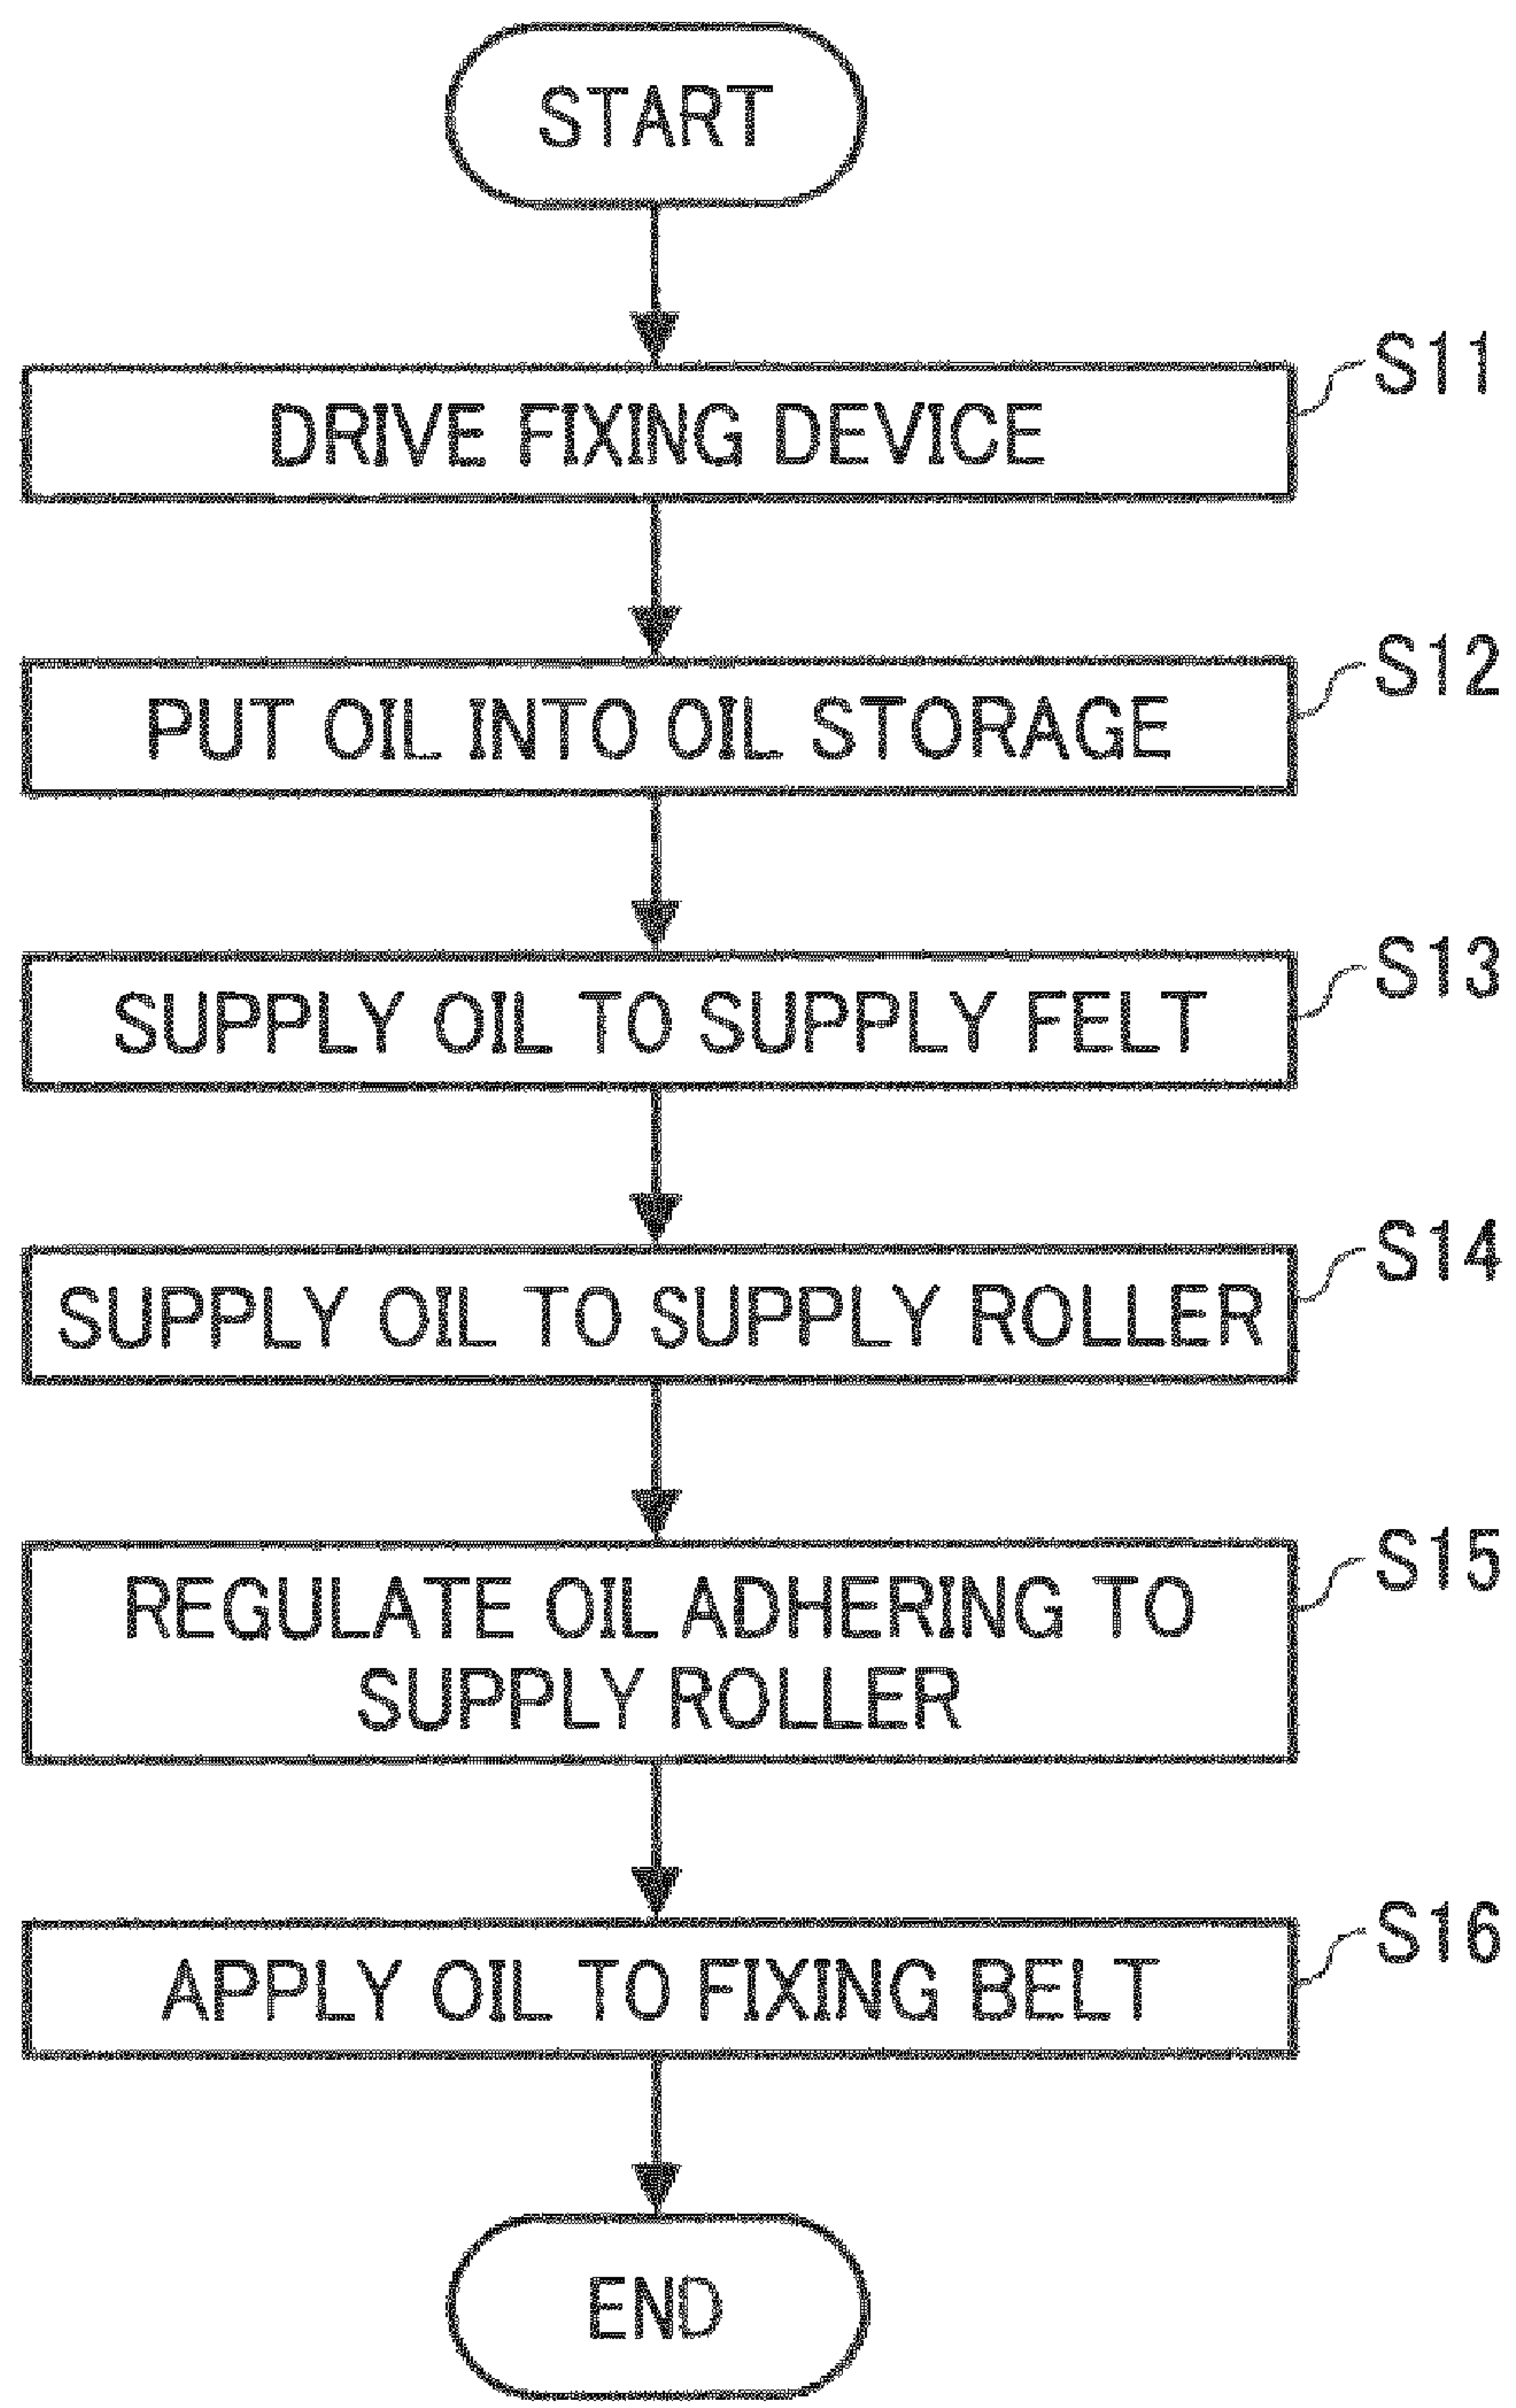 START
S11
DRIVE FIXING DEVICE
S12
PUT OIL INTO OIL STORAGE
S13
SUPPLY OIL TO SUPPLY FELT
S14
SUPPLY OIL TO SUPPLY ROLLER
S15
REGULATE OIL ADHERING TO
SUPPLY ROLLER
S16
APPLY OIL TO FIXING BELT
END